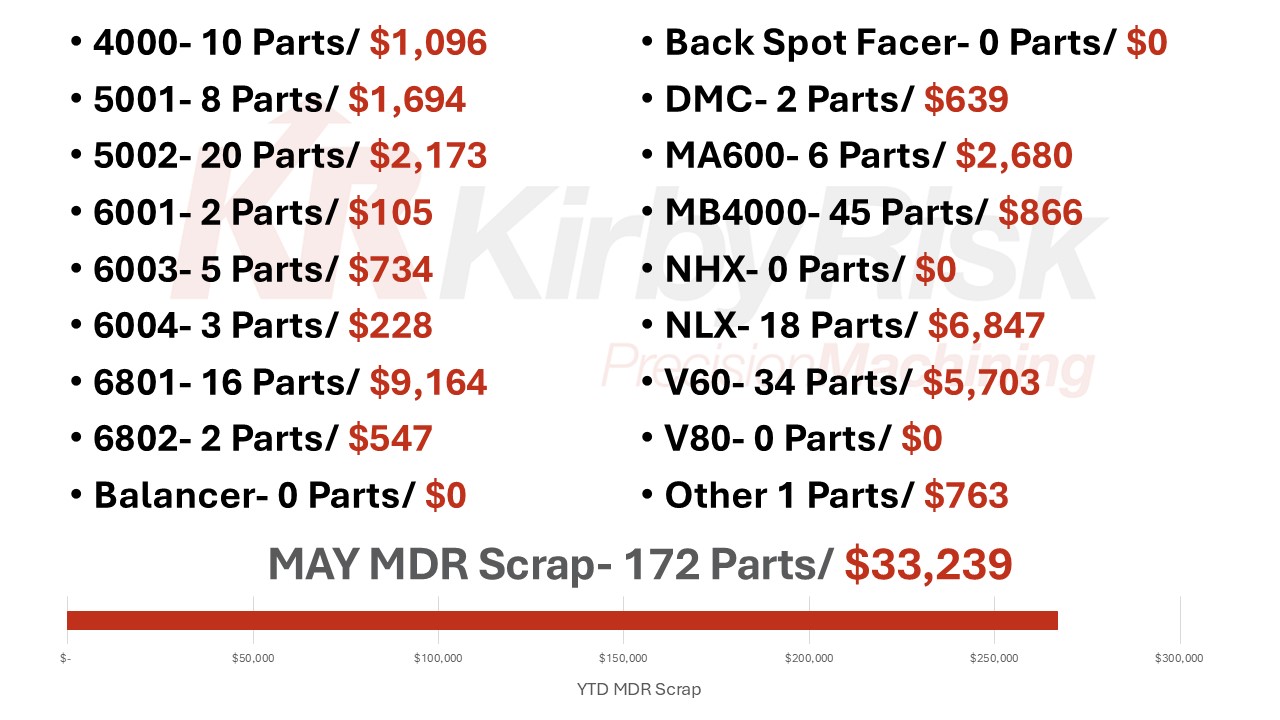 • 4000- 10 Parts/ $1,096
• 5001- 8 Parts/ $1,694
• 5002- 20 Parts/ $2,173
• 6001- 2 Parts/ $105
• 6003- 5 Parts/ $734
• 6004- 3 Parts/ $228
• 6801- 16 Parts/ $9,164
• 6802- 2 Parts/ $547
• Balancer- 0 Parts/ $0
• Back Spot Facer- 0 Parts/ $0
• DMC- 2 Parts/ $639
• MA600- 6 Parts/ $2,680
• MB4000- 45 Parts/ $866
• NHX- 0 Parts/ $0
• NLX- 18 Parts/ $6,847
• V60- 34 Parts/ $5,703
• V80- 0 Parts/ $0
• Other 1 Parts/ $763
KR KirbyRisk
PrecisionMachining
MAY MDR Scrap- 172 Parts/ $33,239
$- $50,000 $100,000 $150,000 $200,000 $250,000 $300,000
YTD MDR Scrap